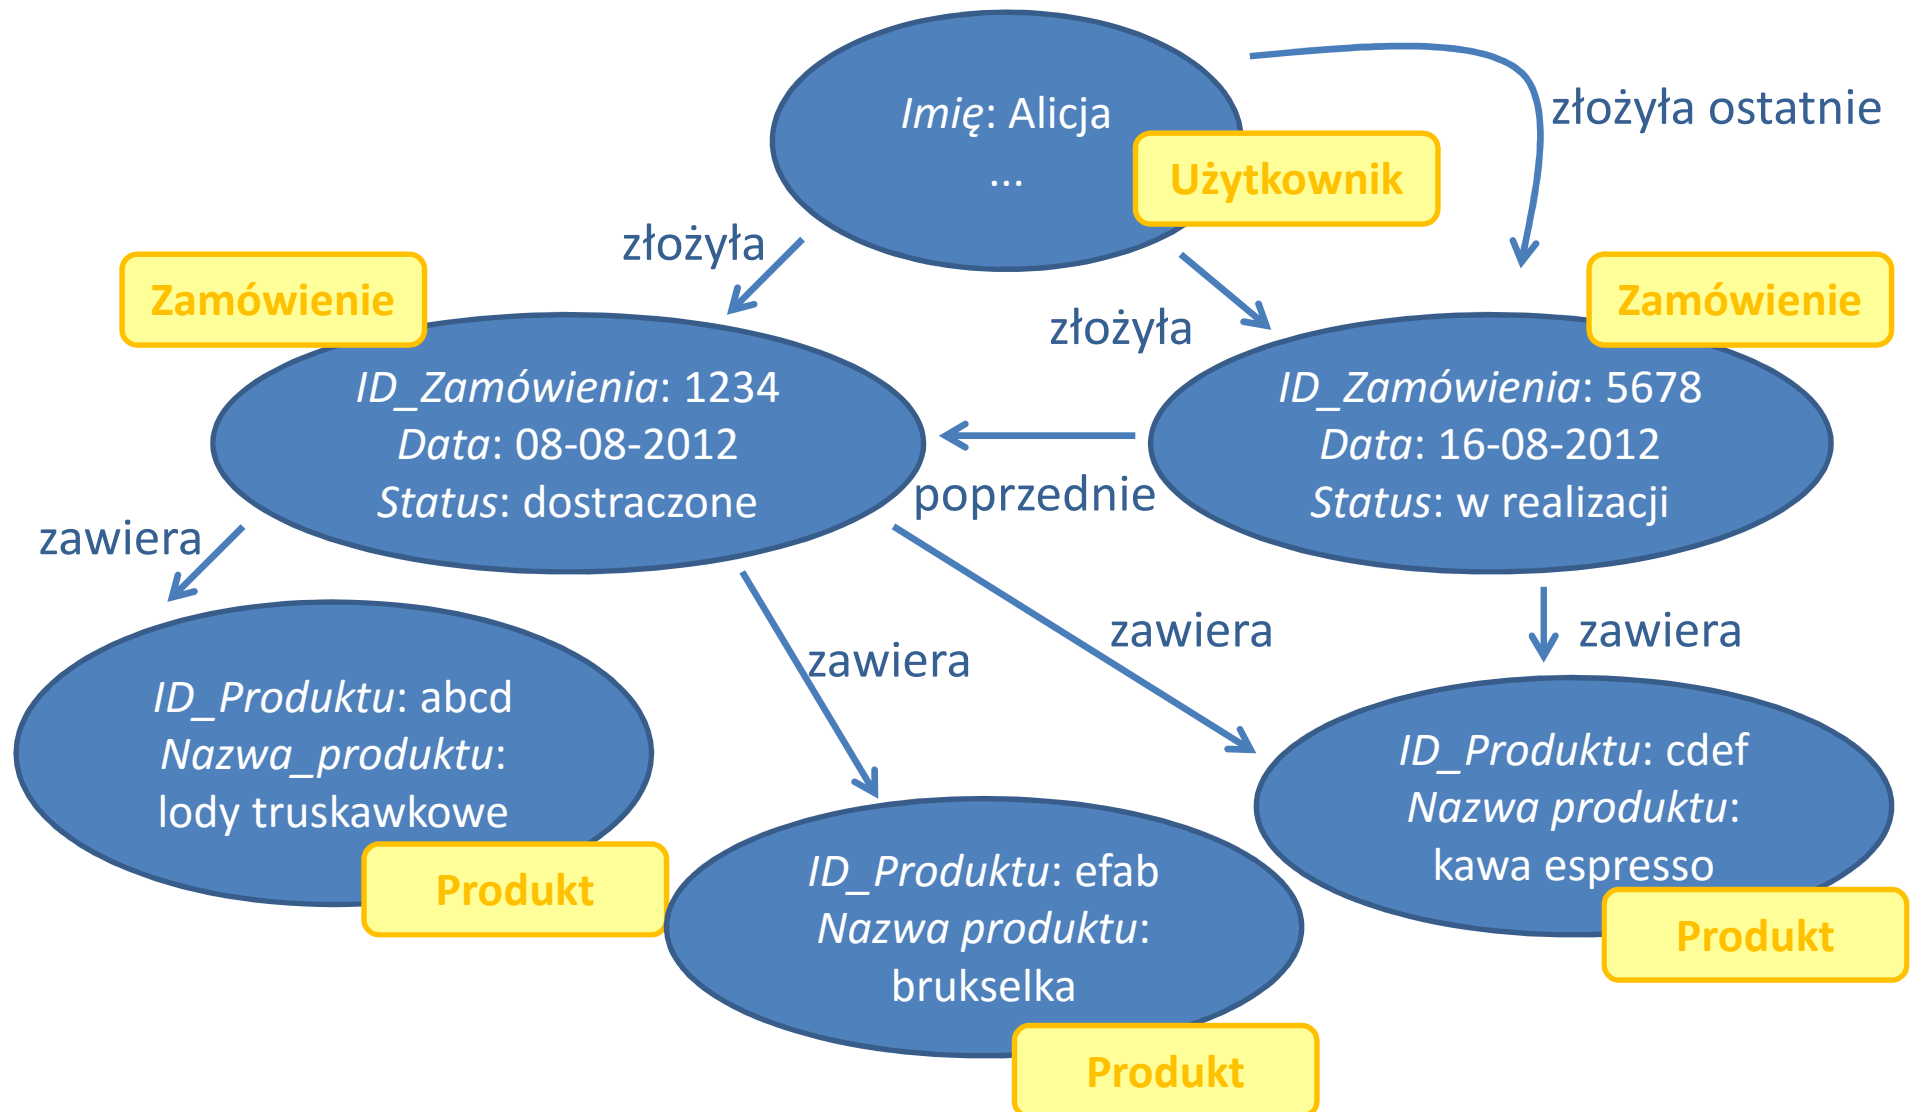 Imię: Alicja
...
Użytkownik
złożyła ostatnie
złożyła
złożyła
Zamówienie
ID_Zamówienia: 1234
Data: 08-08-2012
Status: dostraczone
Zamówienie
ID_Zamówienia: 5678
Data: 16-08-2012
Status: w realizacji
poprzednie
zawiera
zawiera
zawiera
zawiera
ID_Produktu: abcd
Nazwa_produktu:
lody truskawkowe
Produkt
ID_Produktu: efab
Nazwa produktu:
brukselka
Produkt
ID_Produktu: cdef
Nazwa produktu:
kawa espresso
Produkt